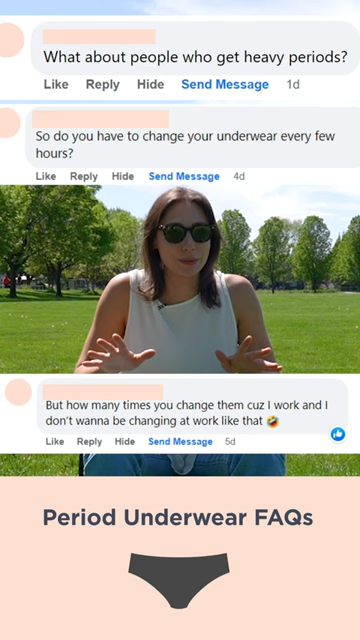 What about people who get heavy periods?
Like Reply Hide Send Message 1d
So do you have to change your underwear every few
hours?
Like Reply Hide Send Message 4d
But how many times you change them cuz I work and I
don't wanna be changing at work like that 🤣
Like Reply Hide Send Message 5d
Period Underwear FAQs